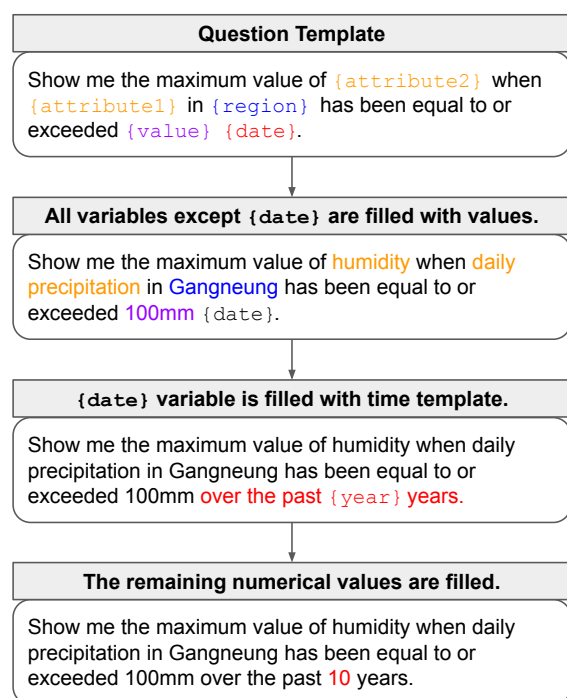 Question Template
Show me the maximum value of {attribute2} when
{attribute1} in {region} has been equal to or
exceeded {value} {date}.
All variables except {date} are filled with values.
Show me the maximum value of humidity when daily
precipitation in Gangneung has been equal to or
exceeded 100mm {date}.
{date} variable is filled with time template.
Show me the maximum value of humidity when daily
precipitation in Gangneung has been equal to or
exceeded 100mm over the past {year} years.
The remaining numerical values are filled.
Show me the maximum value of humidity when daily
precipitation in Gangneung has been equal to or
exceeded 100mm over the past 10 years.